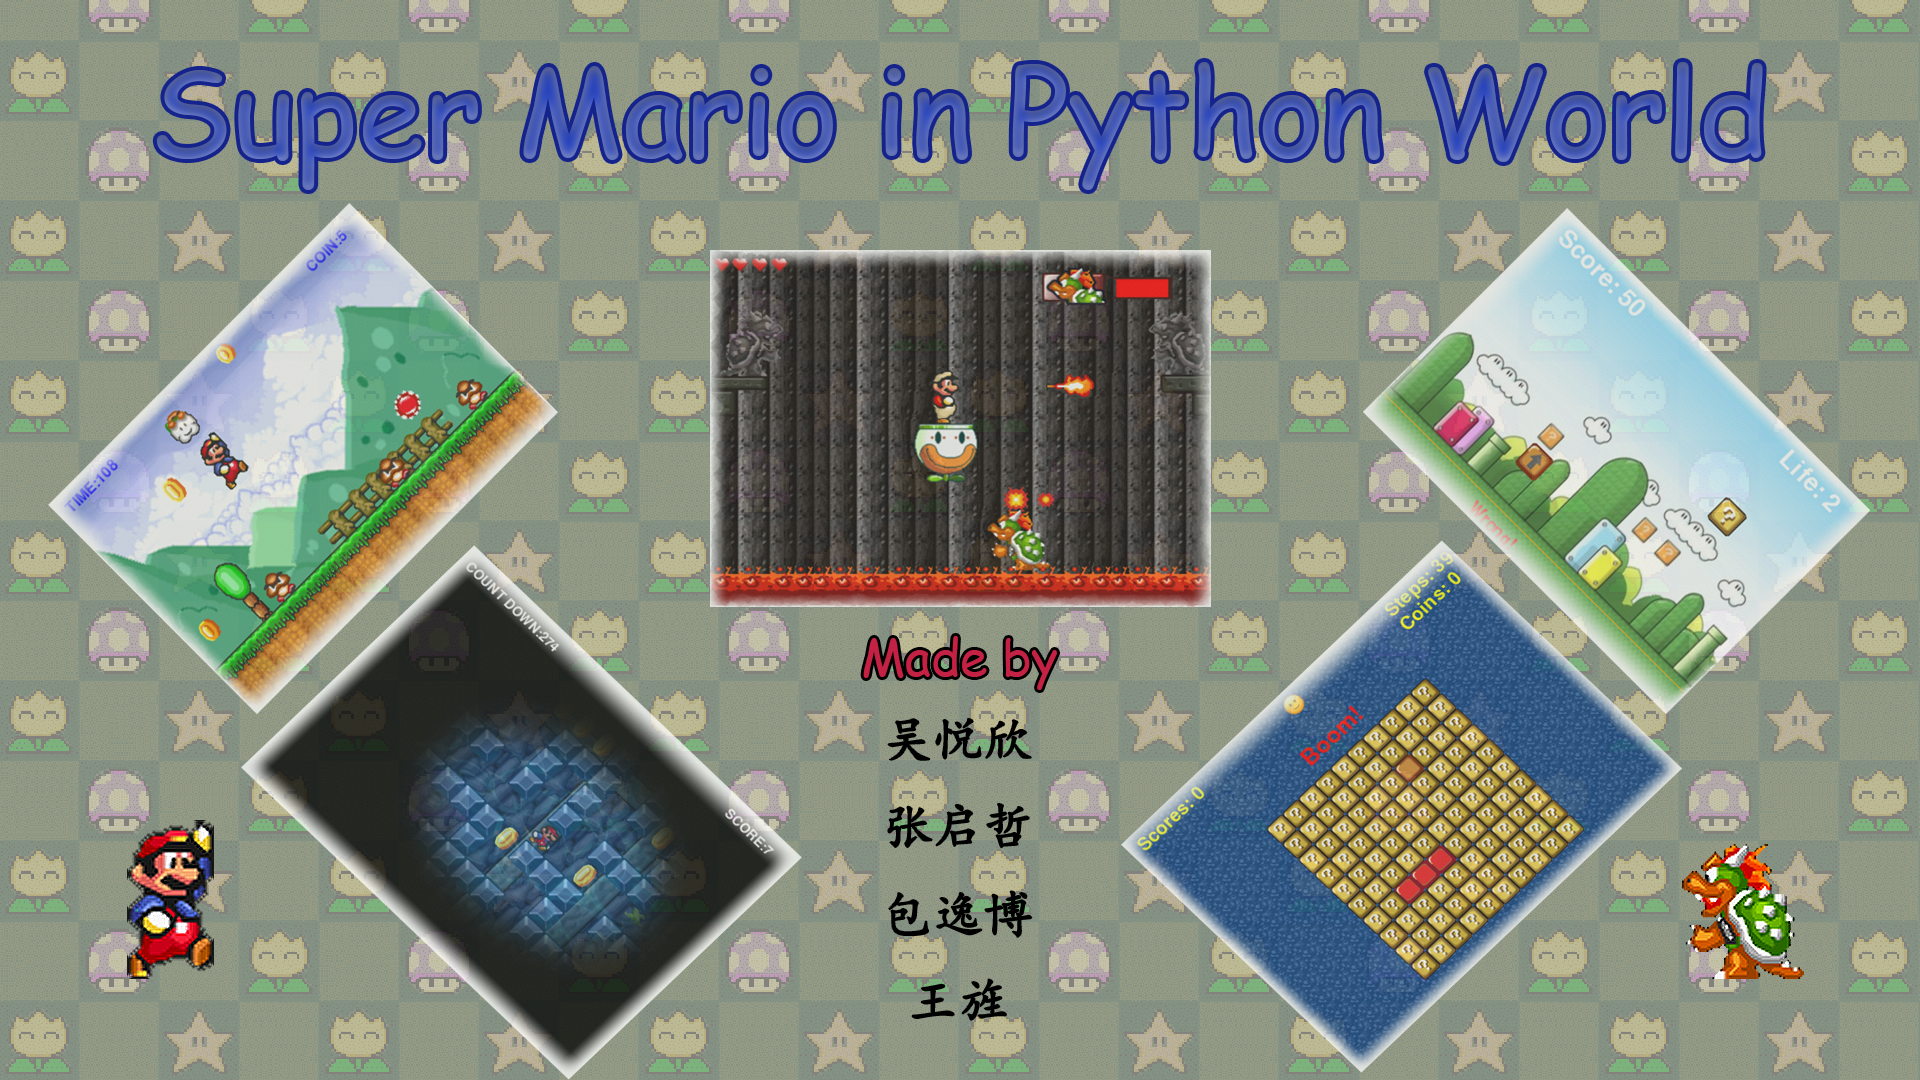 Super Mario in Python World
COIN:5
TIME:108
COUNT DOWN:274
SCORE:7
Score: 50
Life: 2
Wrong!
Steps: 39
Coins: 0
Boom!
Scores: 0
Made by
吴悦欣
张启哲
包逸博
王旌